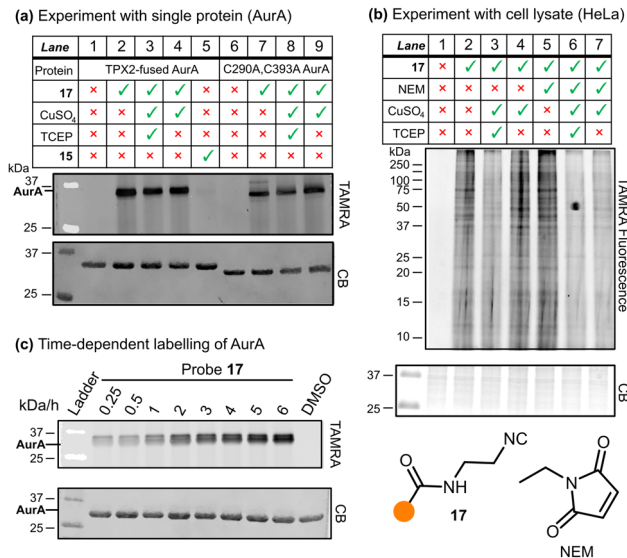 (a) Experiment with single protein (AurA)
Lane 1 2 3 4 5 6 7 8 9
Protein TPX2-fused AurA C290A,C393A AurA
17 × ✓ ✓ ✓ × × ✓ ✓ ✓
CuSO₄ × × ✓ ✓ × × × ✓ ✓
TCEP × × ✓ × × × × ✓ ×
15 × × × × ✓ × × × ×
kDa
37
AurA
25
TAMRA
37
25
CB
(b) Experiment with cell lysate (HeLa)
Lane 1 2 3 4 5 6 7
17 × ✓ ✓ ✓ ✓ ✓ ✓
NEM × × × × ✓ ✓ ✓
CuSO₄ × × ✓ ✓ × ✓ ✓
TCEP × × ✓ × × ✓ ×
kDa
250
150
100
75
50
37
25
20
15
10
TAMRA Fluorescence
37
25
CB
(c) Time-dependent labelling of AurA
Probe 17
kDa/h Ladder 0.25 0.5 1 2 3 4 5 6 DMSO
37
AurA
25
TAMRA
37
AurA
25
CB
O
NH
NC
17
O
N
O
NEM